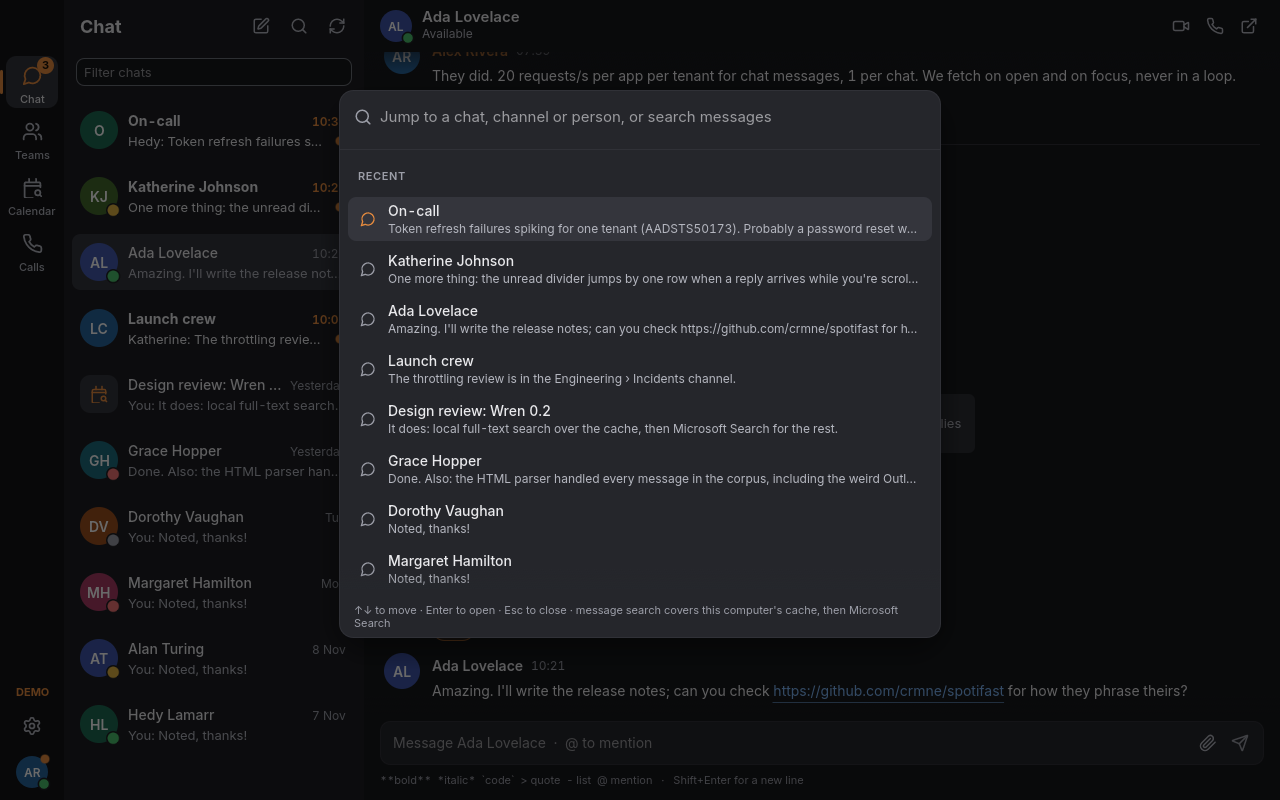 Chat
Ada Lovelace
Available
AL
3
Chat
Teams
Calendar
Calls
DEMO
AR
Filter chats
O
On-call
10:3
Hedy: Token refresh failures s...
KJ
Katherine Johnson
10:2
One more thing: the unread di...
AL
Ada Lovelace
10:2
Amazing. I'll write the release not...
LC
Launch crew
10:0
Katherine: The throttling revie...
Design review: Wren ...
Yesterda
You: It does: local full-text search.
GH
Grace Hopper
Yesterda
Done. Also: the HTML parser han...
DV
Dorothy Vaughan
Tu
You: Noted, thanks!
MH
Margaret Hamilton
Mo
You: Noted, thanks!
AT
Alan Turing
8 Nov
You: Noted, thanks!
HL
Hedy Lamarr
7 Nov
You: Noted, thanks!
AR
Alex Rivera
They did. 20 requests/s per app per tenant for chat messages, 1 per chat. We fetch on open and on focus, never in a loop.
Jump to a chat, channel or person, or search messages
RECENT
On-call
Token refresh failures spiking for one tenant (AADSTS50173). Probably a password reset w...
Katherine Johnson
One more thing: the unread divider jumps by one row when a reply arrives while you're scrol...
Ada Lovelace
Amazing. I'll write the release notes; can you check https://github.com/crmne/spotifast for h...
Launch crew
The throttling review is in the Engineering › Incidents channel.
Design review: Wren 0.2
It does: local full-text search over the cache, then Microsoft Search for the rest.
Grace Hopper
Done. Also: the HTML parser handled every message in the corpus, including the weird Outl...
Dorothy Vaughan
Noted, thanks!
Margaret Hamilton
Noted, thanks!
↑↓ to move · Enter to open · Esc to close · message search covers this computer's cache, then Microsoft
Search
AL
Ada Lovelace 10:21
Amazing. I'll write the release notes; can you check https://github.com/crmne/spotifast for how they phrase theirs?
Message Ada Lovelace · @ to mention
**bold** *italic* `code` > quote - list @ mention · Shift+Enter for a new line